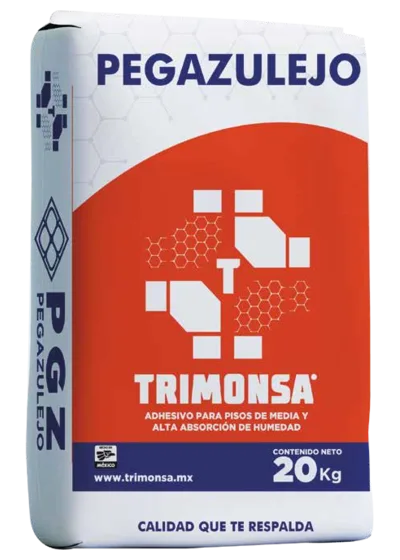 PEGAZULEJO
T
TRIMONSA®
ADHESIVO PARA PISOS DE MEDIA Y
ALTA ABSORCIÓN DE HUMEDAD
CONTENIDO NETO
20Kg
www.trimonsa.mx
CALIDAD QUE TE RESPALDA
T
PGZ
PEGAZULEJO
HECHO EN
MÉXICO